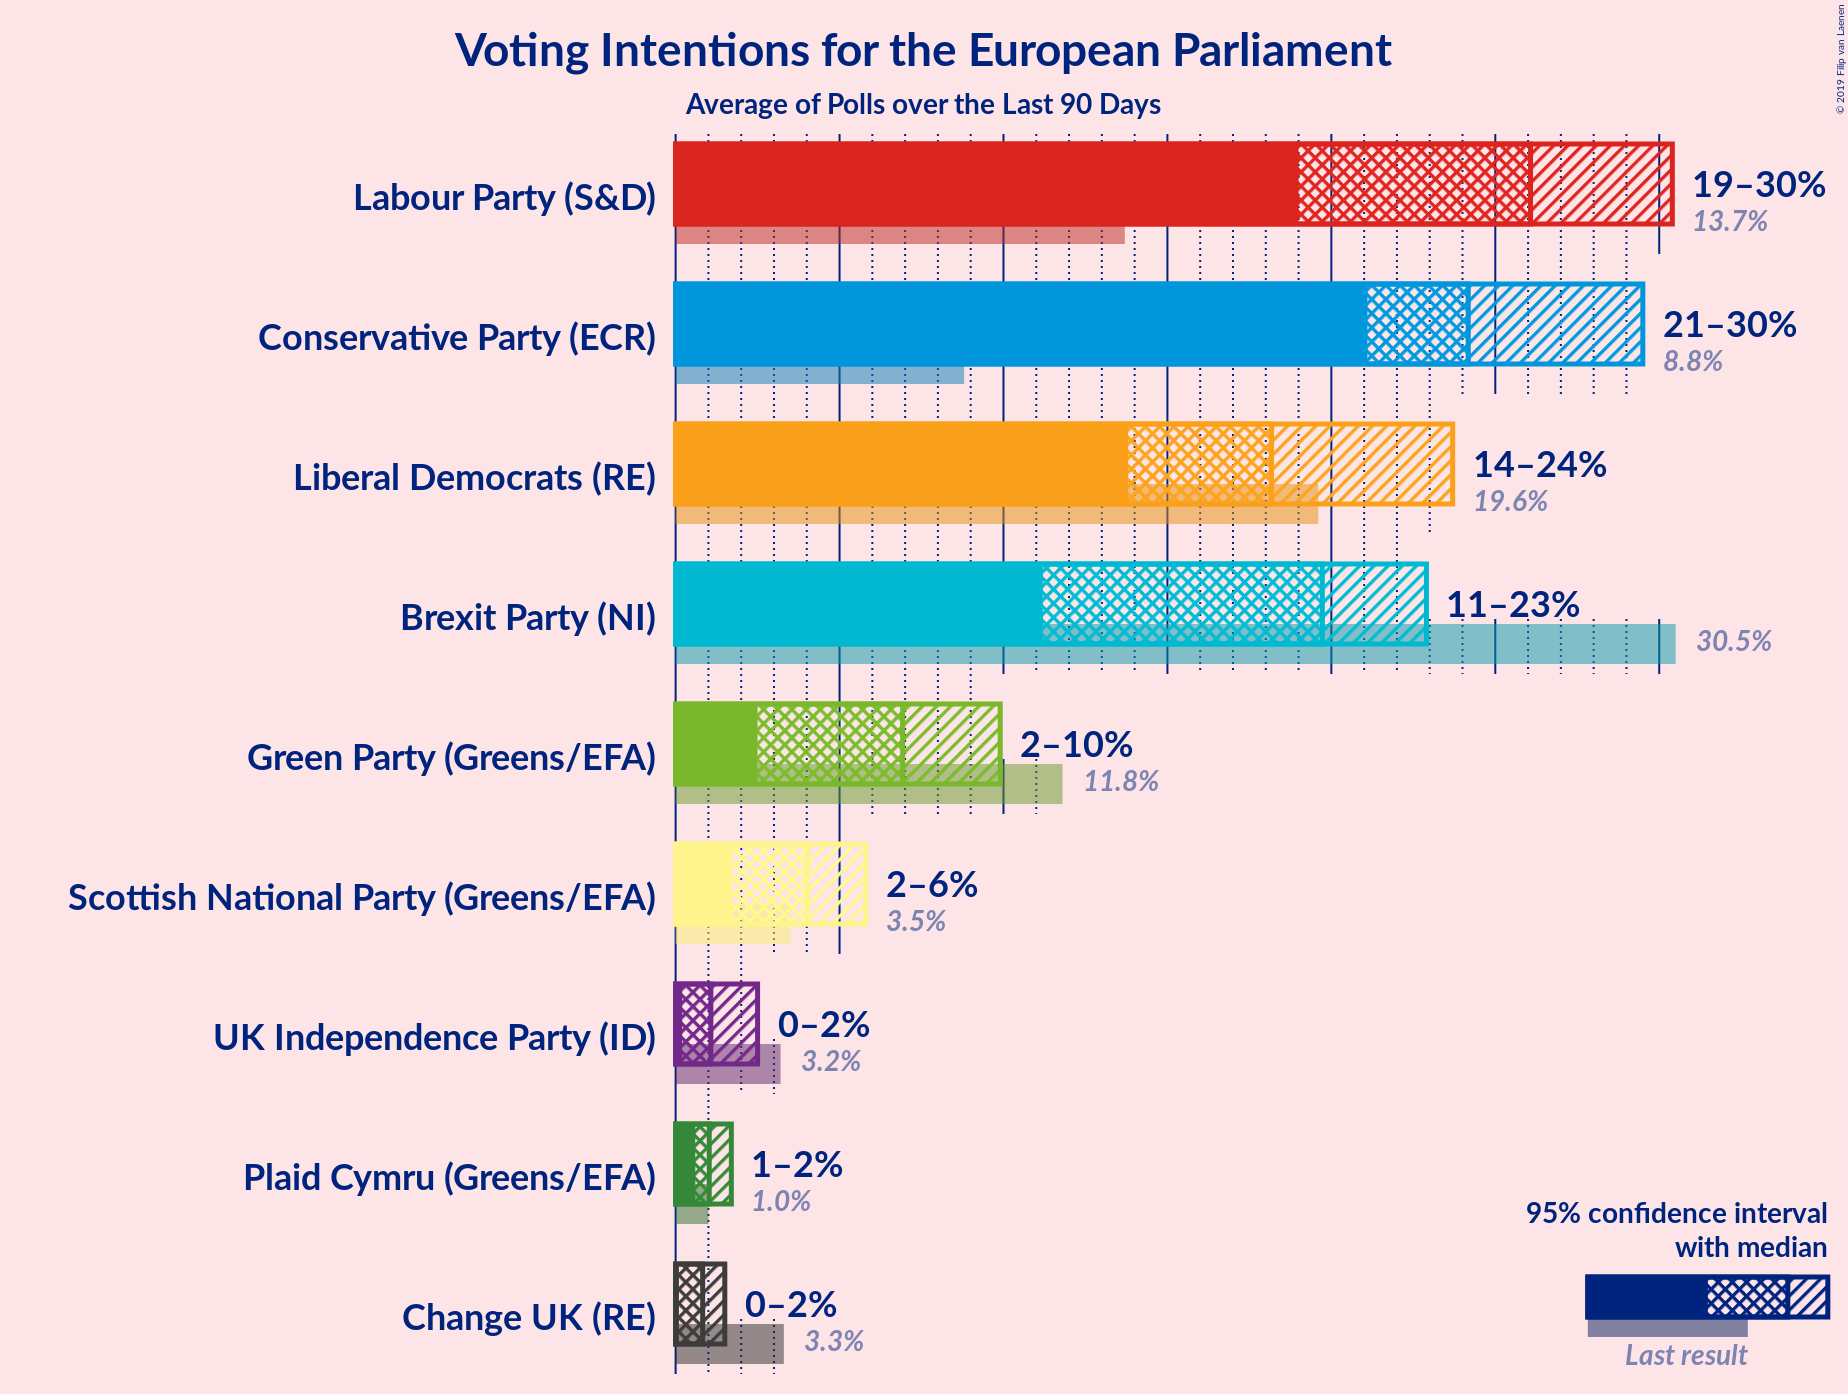 Voting Intentions for the European Parliament
Average of Polls over the Last 90 Days
© 2019 Filip van Laenen
Labour Party (S&D)
19–30%
13.7%
Conservative Party (ECR)
21–30%
8.8%
Liberal Democrats (RE)
14–24%
19.6%
Brexit Party (NI)
11–23%
30.5%
Green Party (Greens/EFA)
2–10%
11.8%
Scottish National Party (Greens/EFA)
2–6%
3.5%
UK Independence Party (ID)
0–2%
3.2%
Plaid Cymru (Greens/EFA)
1–2%
1.0%
Change UK (RE)
0–2%
3.3%
95% confidence interval
with median
Last result